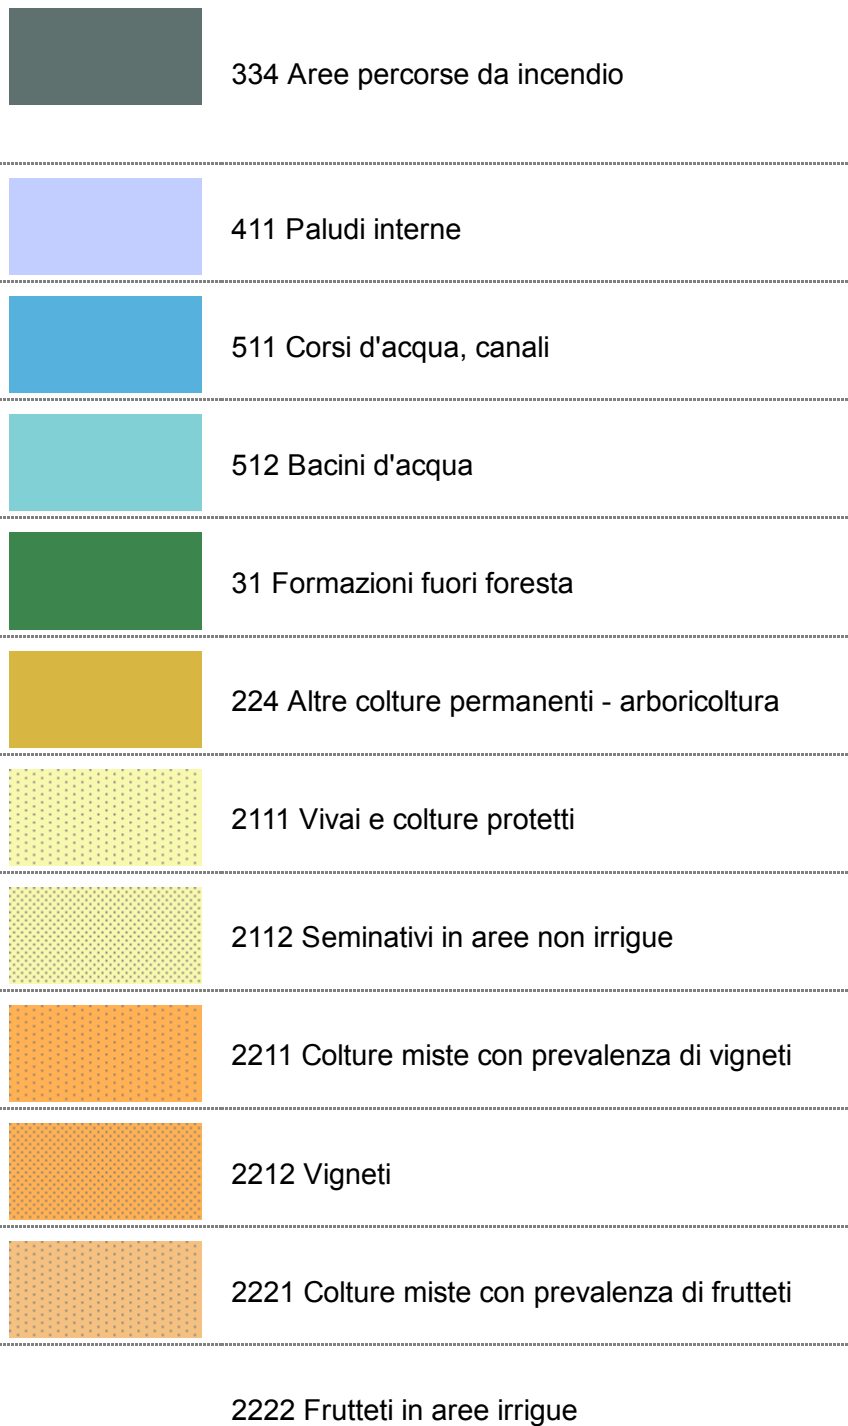 334 Aree percorse da incendio
411 Paludi interne
511 Corsi d'acqua, canali
512 Bacini d'acqua
31 Formazioni fuori foresta
224 Altre colture permanenti - arboricoltura
2111 Vivai e colture protetti
2112 Seminativi in aree non irrigue
2211 Colture miste con prevalenza di vigneti
2212 Vigneti
2221 Colture miste con prevalenza di frutteti
2222 Frutteti in aree irrigue